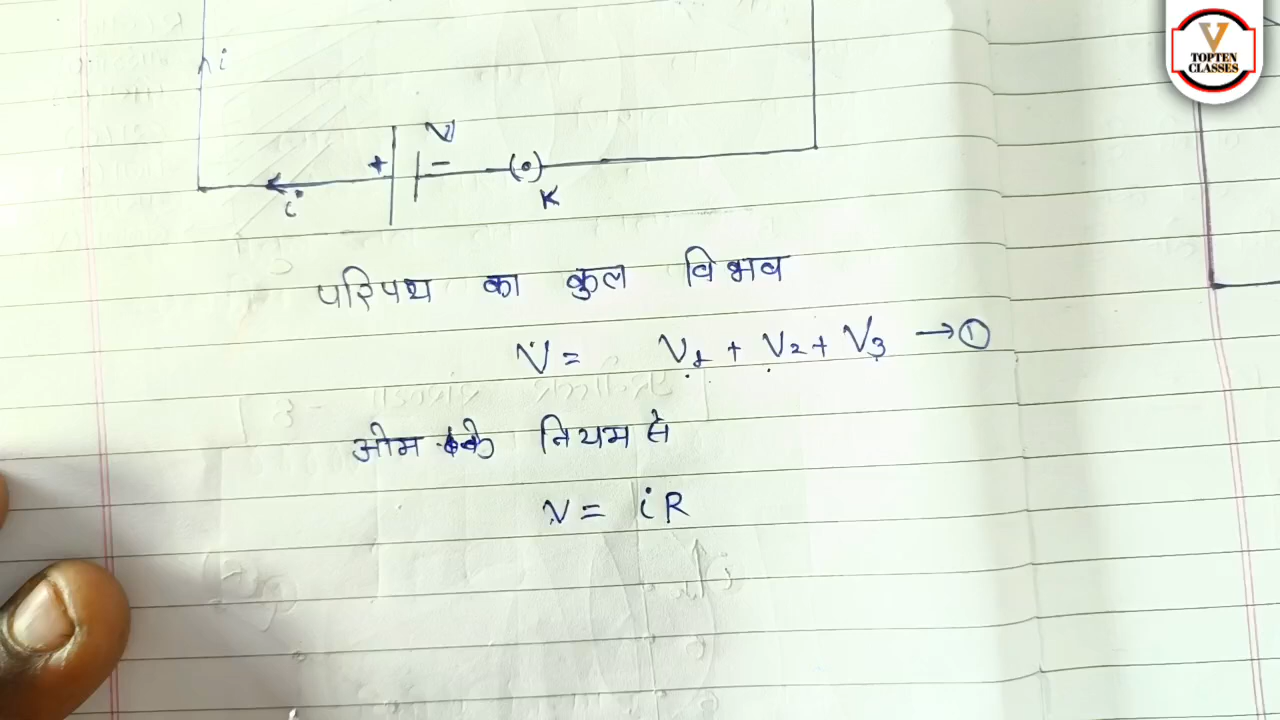 i
V
+ −
i
K
परिपथ का कुल विभव
V = V1 + V2 + V3 → ①
ओम के नियम से
V = iR
V
TOPTEN
CLASSES